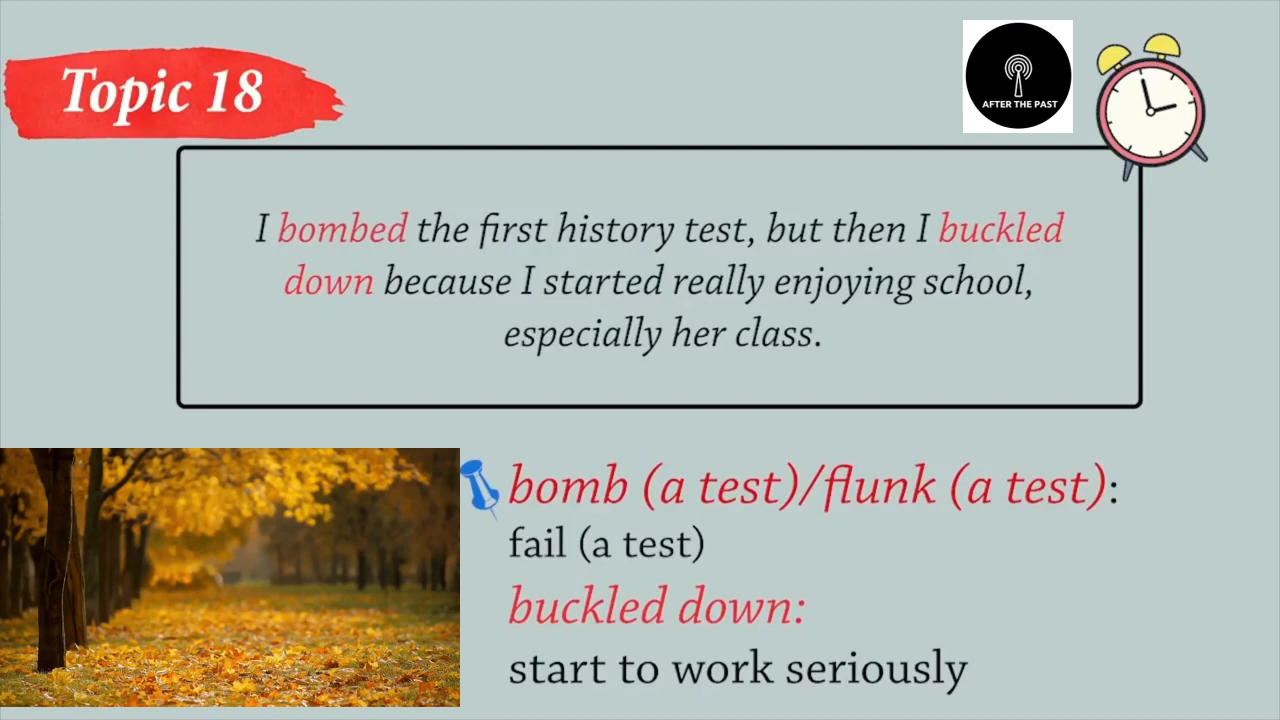 Topic 18
AFTER THE PAST
I bombed the first history test, but then I buckled
down because I started really enjoying school,
especially her class.
bomb (a test)/flunk (a test):
fail (a test)
buckled down:
start to work seriously